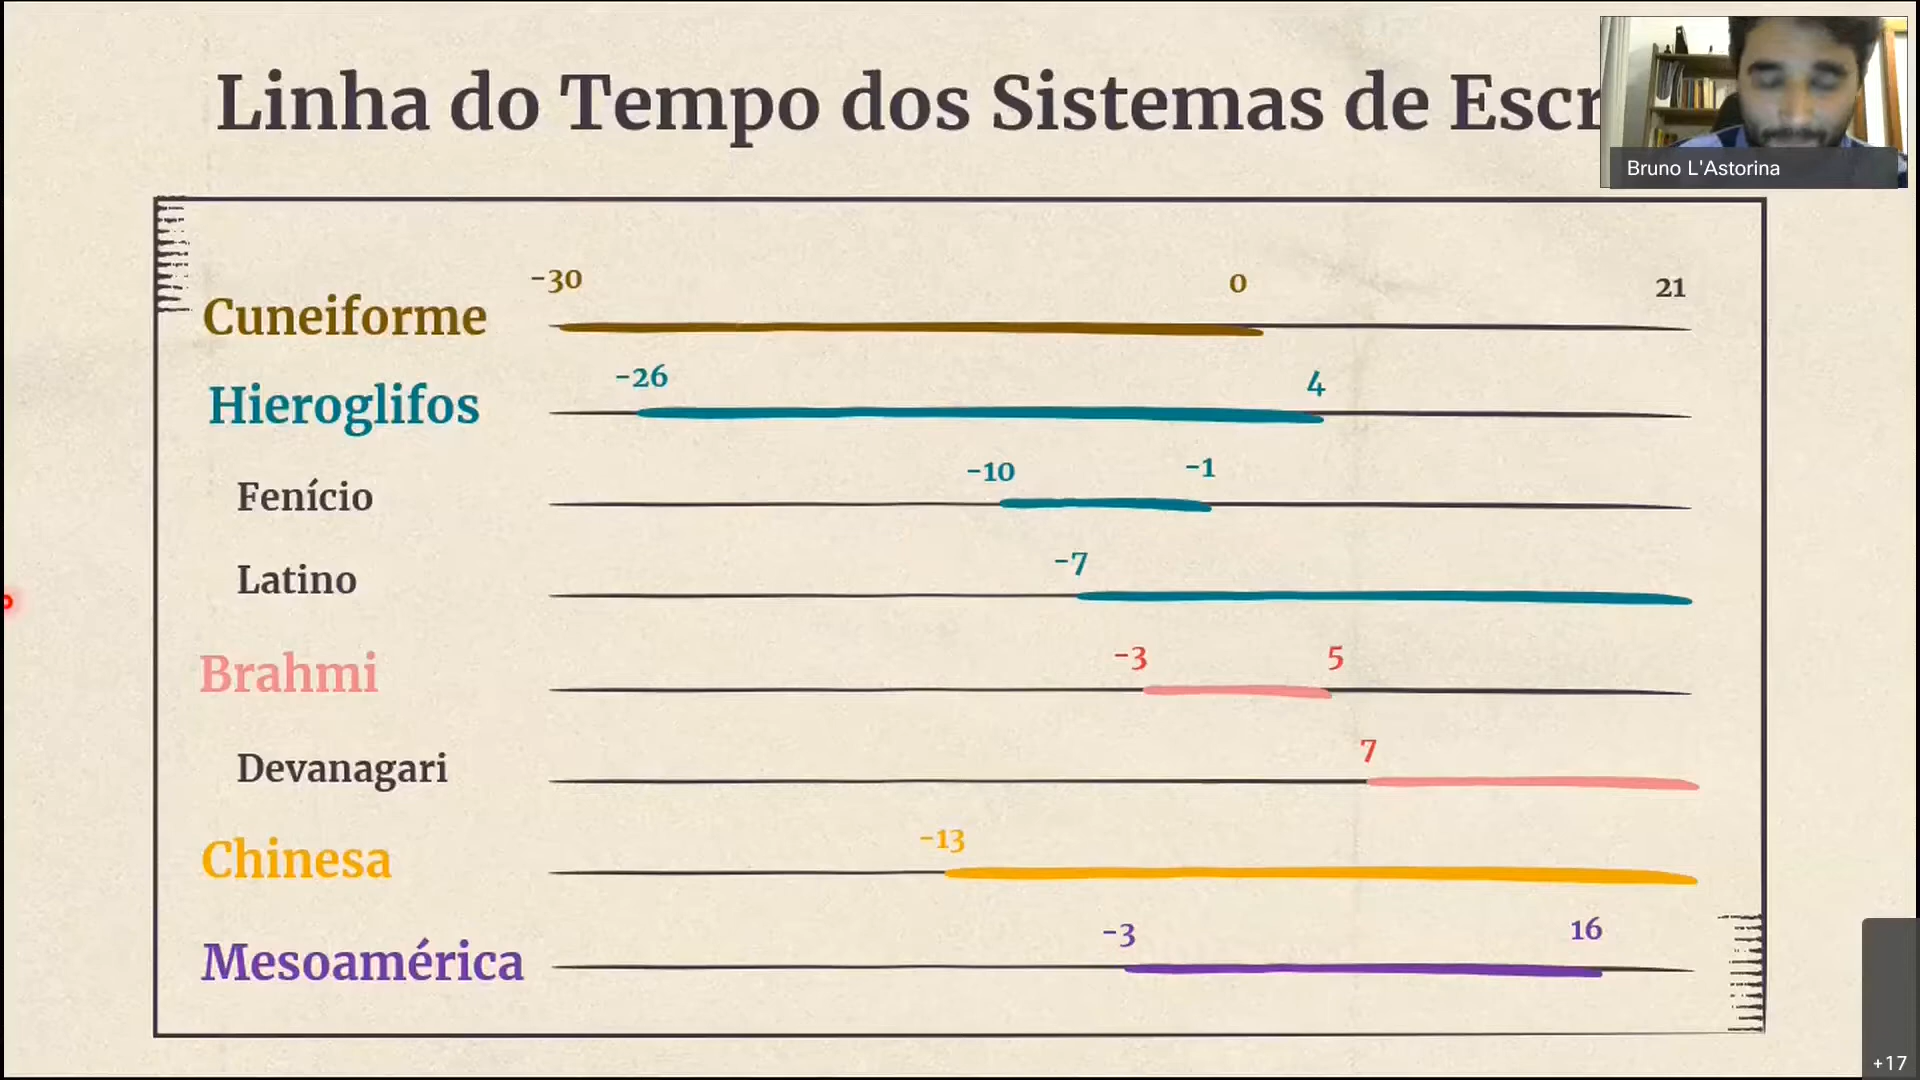 Linha do Tempo dos Sistemas de Escr
Bruno L'Astorina
-30 0 21
Cuneiforme
-26 4
Hieroglifos
-10 -1
Fenício
-7
Latino
-3 5
Brahmi
7
Devanagari
-13
Chinesa
-3 16
Mesoamérica
+17